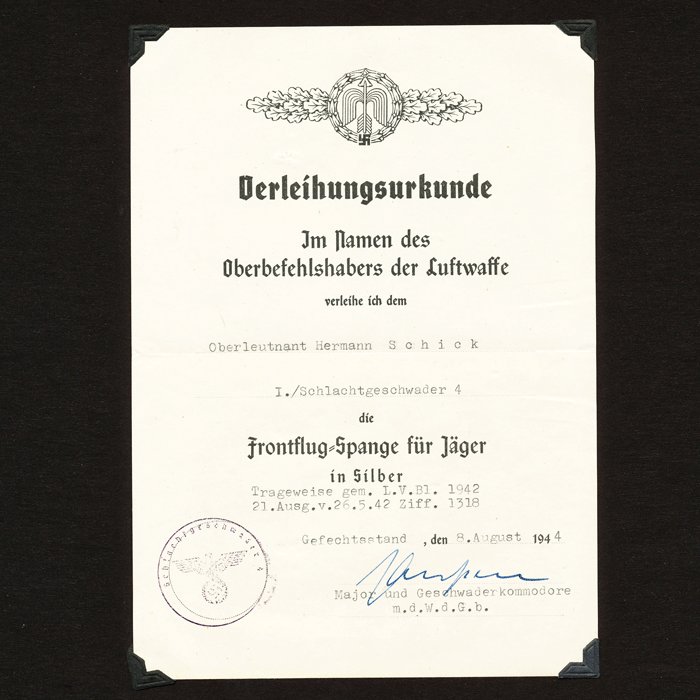 Verleihungsurkunde
Im Namen des
Oberbefehlshabers der Luftwaffe
verleihe ich dem
Oberleutnant Hermann S c h i c k
I./Schlachtgeschwader 4
die
Frontflug-Spange für Jäger
in Silber
Trageweise gem. L.V.Bl. 1942
21.Ausg.v.26.5.42 Ziff. 1318
Gefechtsstand , den 8.August 1944
Schlachtgeschwader 4
Major und Geschwaderkommodore
m.d.W.d.G.b.